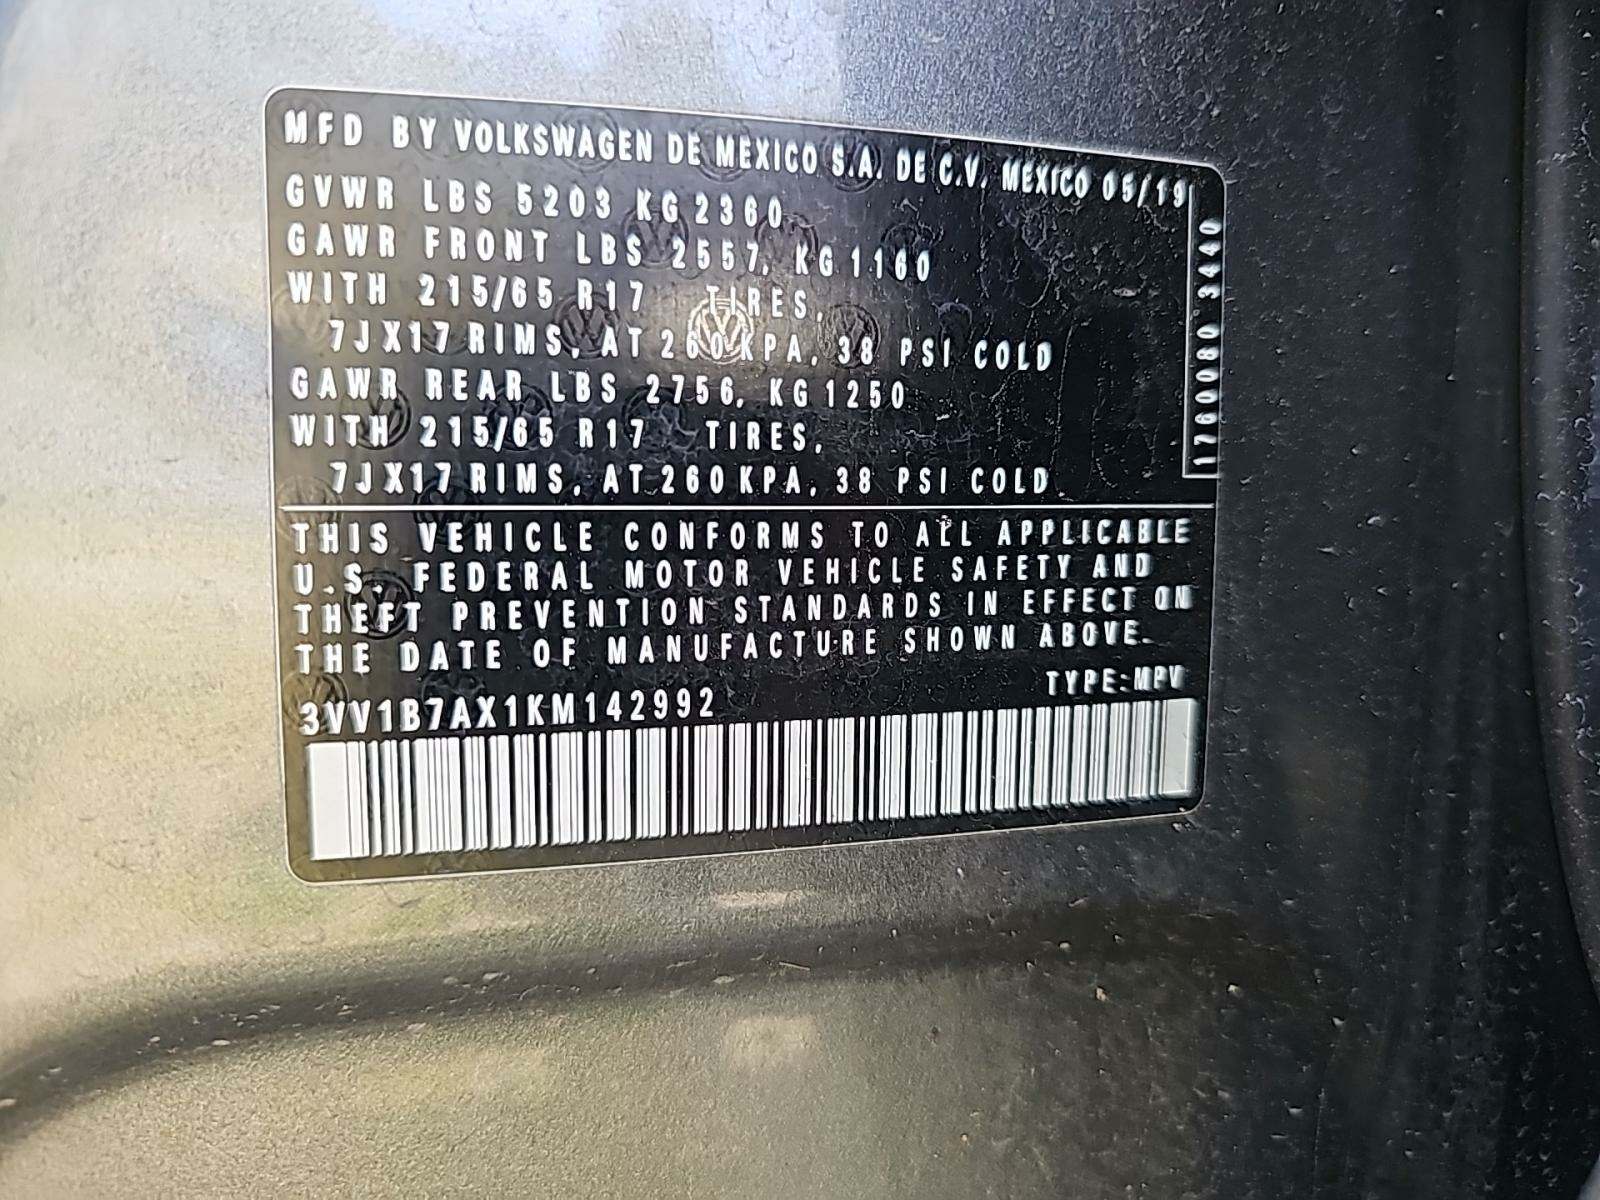 MFD BY VOLKSWAGEN DE MEXICO S.A. DE C.V. MEXICO 05/19
GVWR LBS 5203 KG 2360
GAWR FRONT LBS 2557, KG 1160
WITH 215/65 R17 TIRES,
7JX17 RIMS, AT 260 KPA, 38 PSI COLD
GAWR REAR LBS 2756, KG 1250
WITH 215/65 R17 TIRES,
7JX17 RIMS, AT 260 KPA, 38 PSI COLD
1760080 3440
THIS VEHICLE CONFORMS TO ALL APPLICABLE
U.S. FEDERAL MOTOR VEHICLE SAFETY AND
THEFT PREVENTION STANDARDS IN EFFECT ON
THE DATE OF MANUFACTURE SHOWN ABOVE.
TYPE:MPV
3VV1B7AX1KM142992